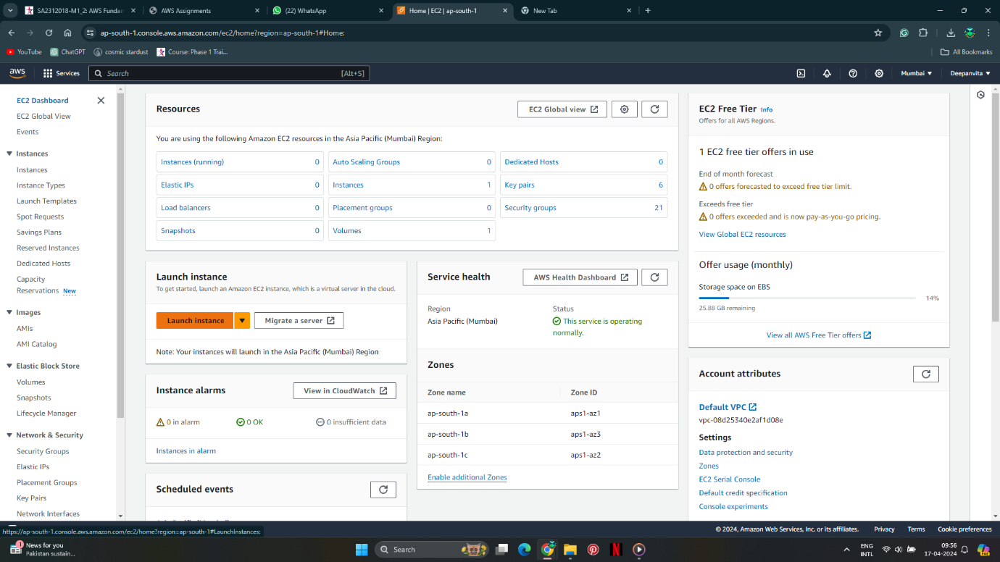 SA2312018-M1_2: AWS Fundan
AWS Assignments
(22) WhatsApp
Home | EC2 | ap-south-1
New Tab
ap-south-1.console.aws.amazon.com/ec2/home?region=ap-south-1#Home:
YouTube
ChatGPT
cosmic stardust
Course: Phase 1 Trai...
All Bookmarks
aws
Services
Search
[Alt+S]
Mumbai
Deepanvita
EC2 Dashboard
EC2 Global View
Events
Instances
Instances
Instance Types
Launch Templates
Spot Requests
Savings Plans
Reserved Instances
Dedicated Hosts
Capacity
Reservations New
Images
AMIs
AMI Catalog
Elastic Block Store
Volumes
Snapshots
Lifecycle Manager
Network & Security
Security Groups
Elastic IPs
Placement Groups
Key Pairs
Network Interfaces
Resources
EC2 Global view
You are using the following Amazon EC2 resources in the Asia Pacific (Mumbai) Region:
Instances (running) 0
Auto Scaling Groups 0
Dedicated Hosts 0
Elastic IPs 0
Instances 1
Key pairs 6
Load balancers 0
Placement groups 0
Security groups 21
Snapshots 0
Volumes 1
Launch instance
To get started, launch an Amazon EC2 instance, which is a virtual server in the cloud.
Launch instance
Migrate a server
Note: Your instances will launch in the Asia Pacific (Mumbai) Region
Instance alarms
View in CloudWatch
0 in alarm
0 OK
0 insufficient data
Instances in alarm
Scheduled events
Service health
AWS Health Dashboard
Region
Asia Pacific (Mumbai)
Status
This service is operating
normally.
Zones
Zone name
Zone ID
ap-south-1a
aps1-az1
ap-south-1b
aps1-az3
ap-south-1c
aps1-az2
Enable additional Zones
EC2 Free Tier Info
Offers for all AWS Regions.
1 EC2 free tier offers in use
End of month forecast
0 offers forecasted to exceed free tier limit.
Exceeds free tier
0 offers exceeded and is now pay-as-you-go pricing.
View Global EC2 resources
Offer usage (monthly)
Storage space on EBS
14%
25.88 GB remaining
View all AWS Free Tier offers
Account attributes
Default VPC
vpc-08d25340e2af1d08e
Settings
Data protection and security
Zones
EC2 Serial Console
Default credit specification
Console experiments
https://ap-south-1.console.aws.amazon.com/ec2/home?region=ap-south-1#LaunchInstances:
© 2024, Amazon Web Services, Inc. or its affiliates.
Privacy
Terms
Cookie preferences
1
News for you
Pakistan sustain...
Search
ENG
INTL
09:56
17-04-2024